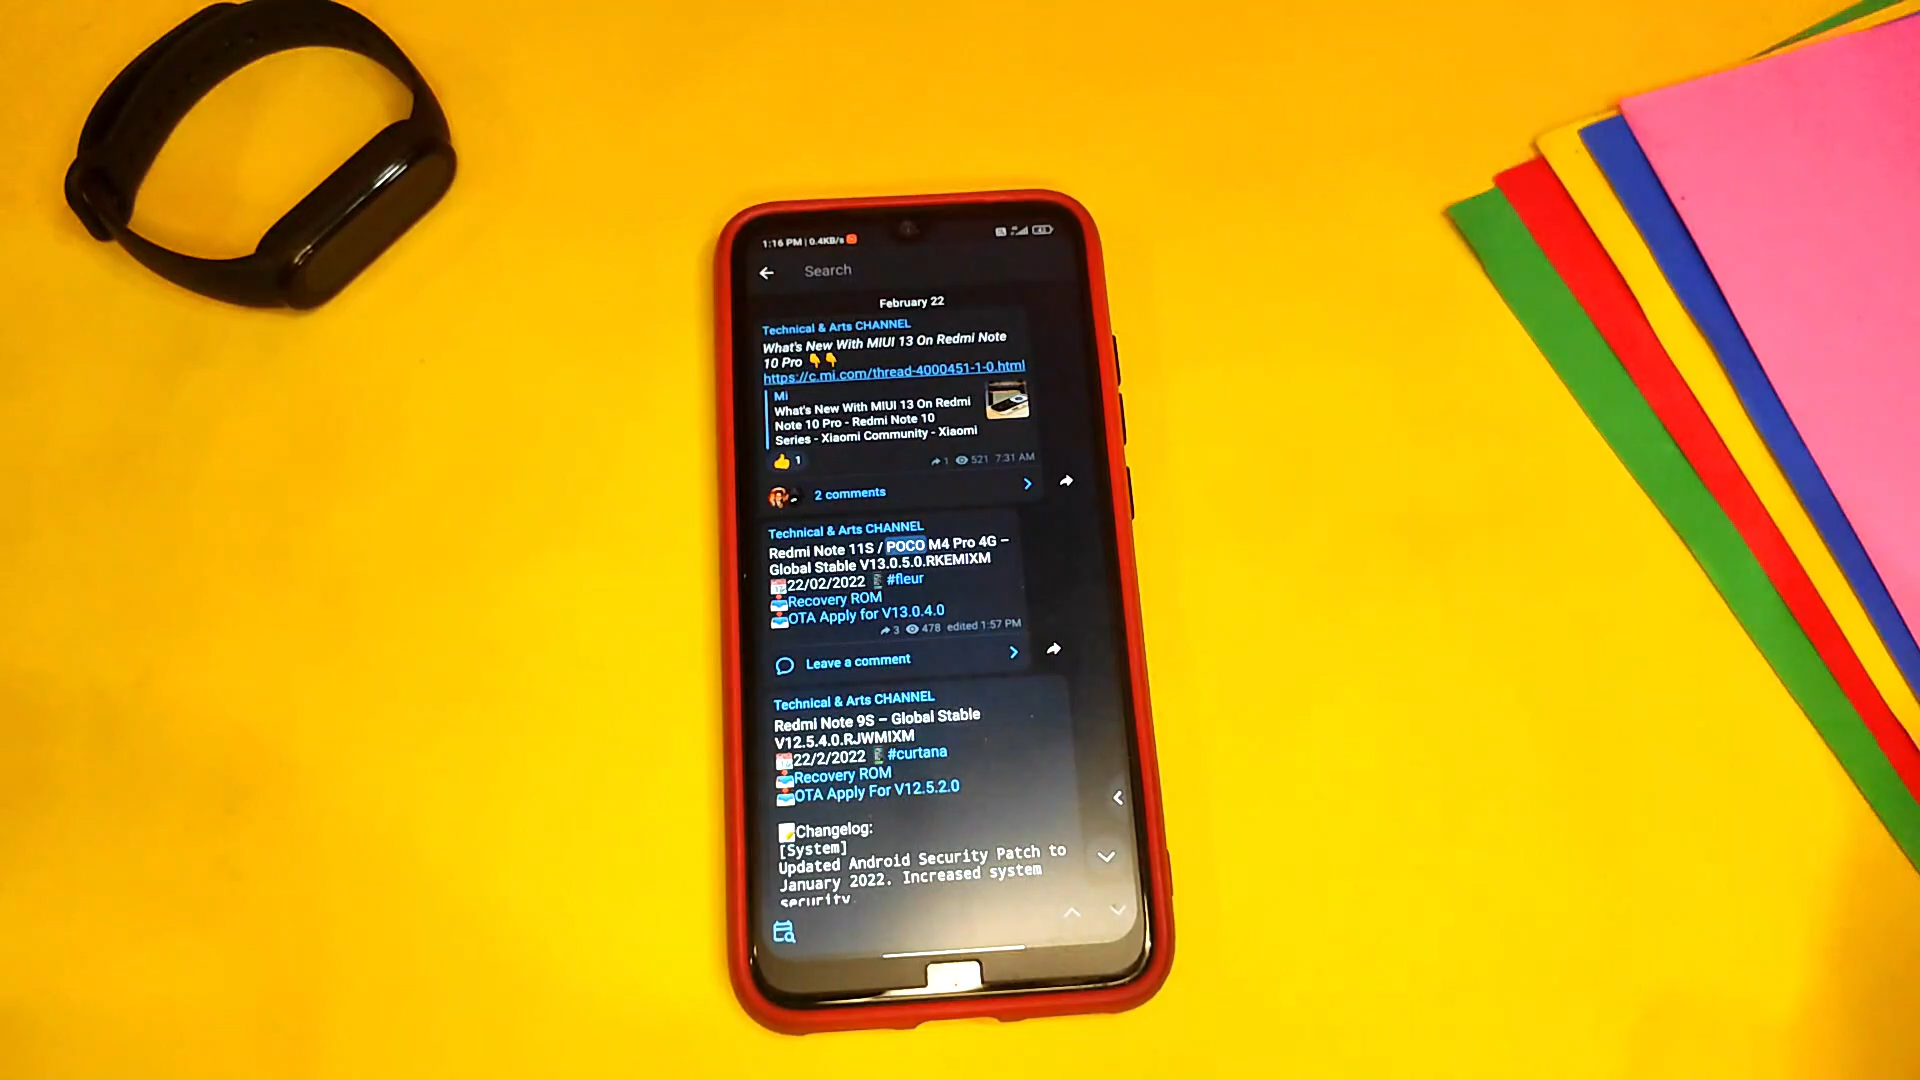 1:16 PM | 0.4KB/s
Search
February 22
Technical & Arts CHANNEL
What's New With MIUI 13 On Redmi Note
10 Pro 👇👇
https://c.mi.com/thread-4000451-1-0.html
Mi
What's New With MIUI 13 On Redmi
Note 10 Pro - Redmi Note 10
Series - Xiaomi Community - Xiaomi
👍 1
1 521 7:31 AM
2 comments
Technical & Arts CHANNEL
Redmi Note 11S / POCO M4 Pro 4G –
Global Stable V13.0.5.0.RKEMIXM
22/02/2022 #fleur
Recovery ROM
OTA Apply for V13.0.4.0
3 478 edited 1:57 PM
Leave a comment
Technical & Arts CHANNEL
Redmi Note 9S – Global Stable
V12.5.4.0.RJWMIXM
22/2/2022 #curtana
Recovery ROM
OTA Apply For V12.5.2.0
Changelog:
[System]
Updated Android Security Patch to
January 2022. Increased system
security.